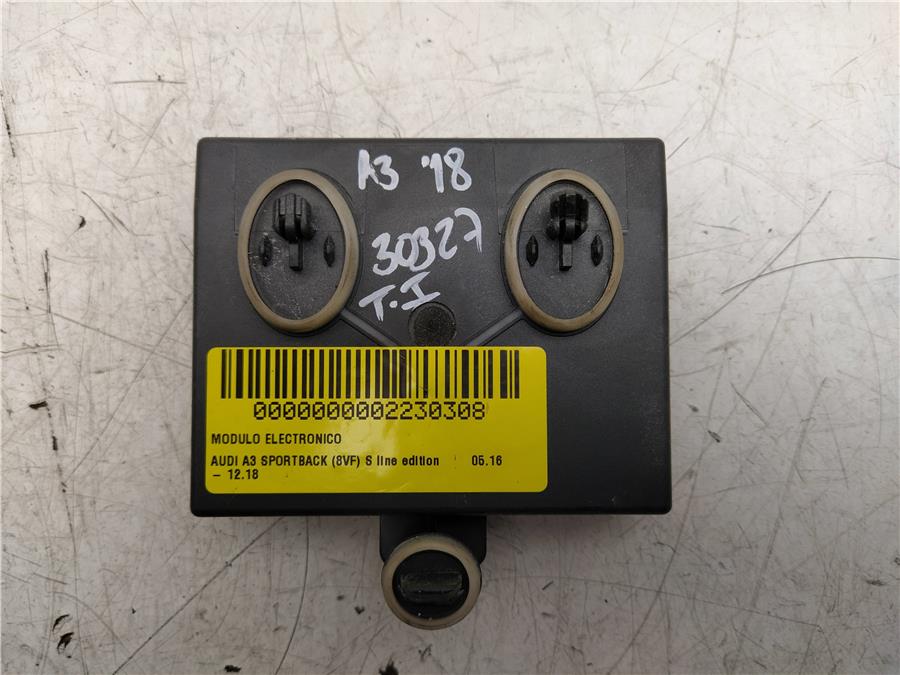 A3 '18
30327
T.I
0000000002230308
MODULO ELECTRONICO
AUDI A3 SPORTBACK (8VF) S line edition 05.16
– 12.18